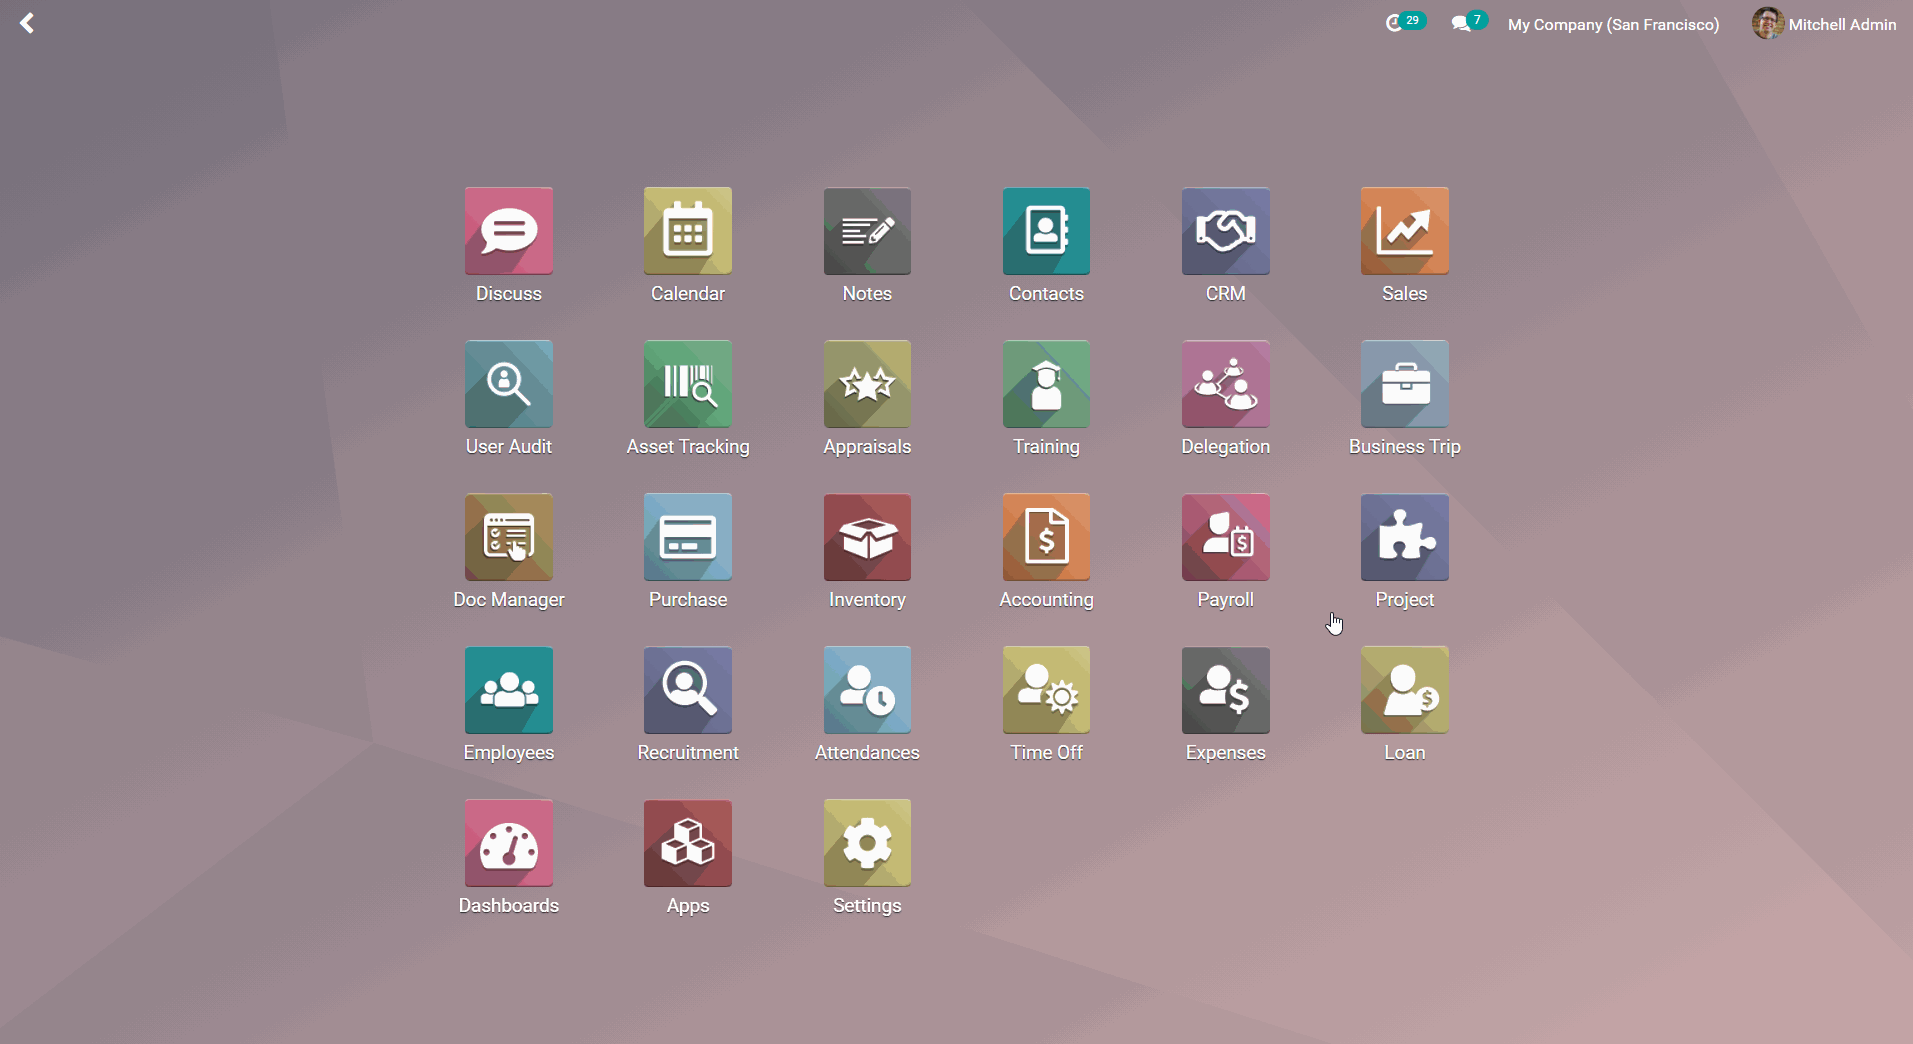 29 7 My Company (San Francisco) Mitchell Admin
Discuss Calendar Notes Contacts CRM Sales
User Audit Asset Tracking Appraisals Training Delegation Business Trip
Doc Manager Purchase Inventory Accounting Payroll Project
Employees Recruitment Attendances Time Off Expenses Loan
Dashboards Apps Settings